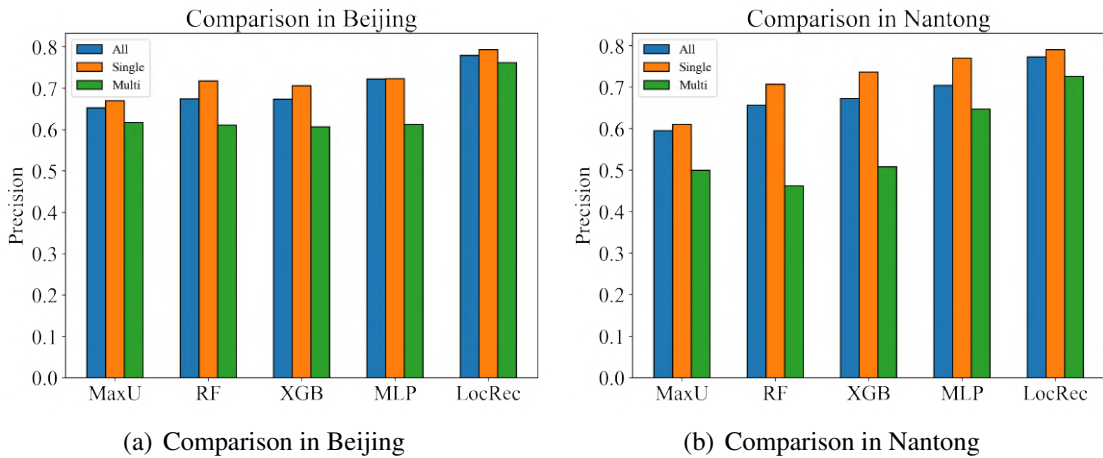 Comparison in Beijing
Precision
0.8
0.7
0.6
0.5
0.4
0.3
0.2
0.1
0.0
All
Single
Multi
MaxU RF XGB MLP LocRec
(a) Comparison in Beijing
Comparison in Nantong
Precision
0.8
0.7
0.6
0.5
0.4
0.3
0.2
0.1
0.0
All
Single
Multi
MaxU RF XGB MLP LocRec
(b) Comparison in Nantong